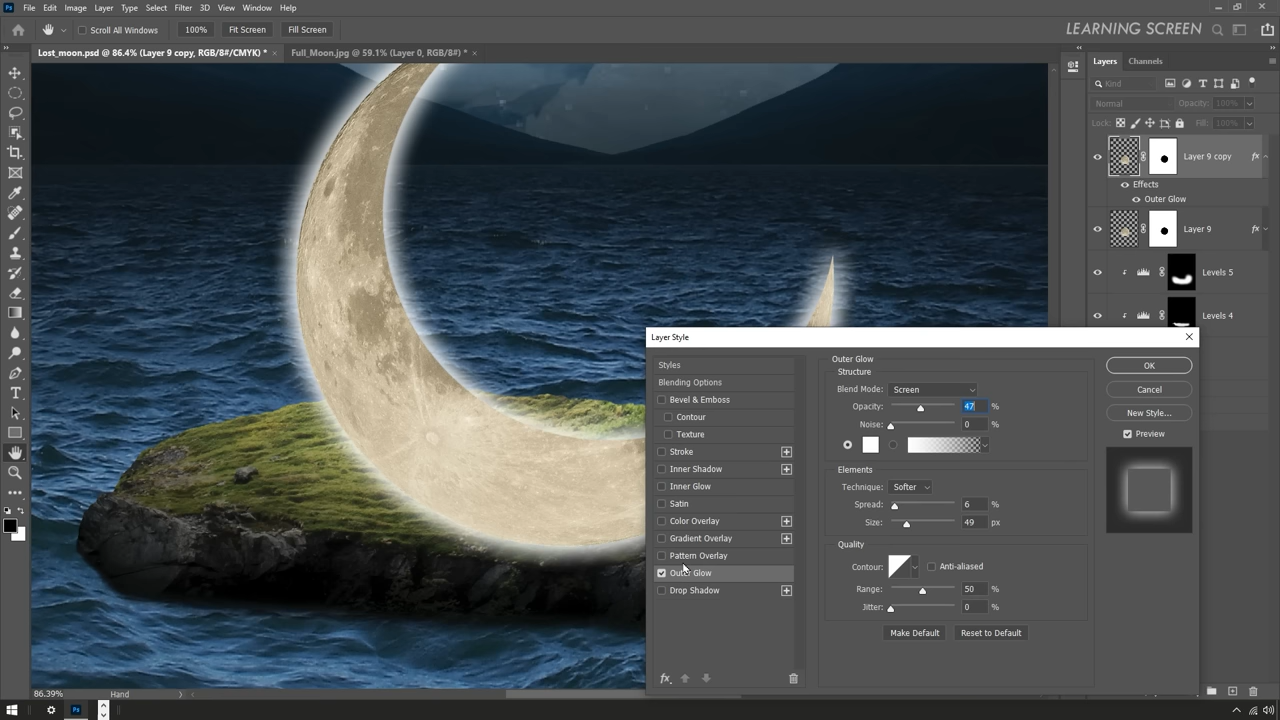 Ps File Edit Image Layer Type Select Filter 3D View Window Help
Scroll All Windows 100% Fit Screen Fill Screen LEARNING SCREEN
Lost_moon.psd @ 86.4% (Layer 9 copy, RGB/8#/CMYK) * × Full_Moon.jpg @ 59.1% (Layer 0, RGB/8#) * ×
Layers Channels
Kind
Normal Opacity: 100%
Lock: Fill: 100%
Layer 9 copy fx
Effects
Outer Glow
Layer 9 fx
Levels 5
Levels 4
Layer Style
Styles
Blending Options
Bevel & Emboss
Contour
Texture
Stroke
Inner Shadow
Inner Glow
Satin
Color Overlay
Gradient Overlay
Pattern Overlay
Outer Glow
Drop Shadow
fx
Outer Glow
Structure
Blend Mode: Screen
Opacity: 47 %
Noise: 0 %
Elements
Technique: Softer
Spread: 6 %
Size: 49 px
Quality
Contour: Anti-aliased
Range: 50 %
Jitter: 0 %
Make Default Reset to Default
OK
Cancel
New Style...
Preview
86.39% Hand
Ps